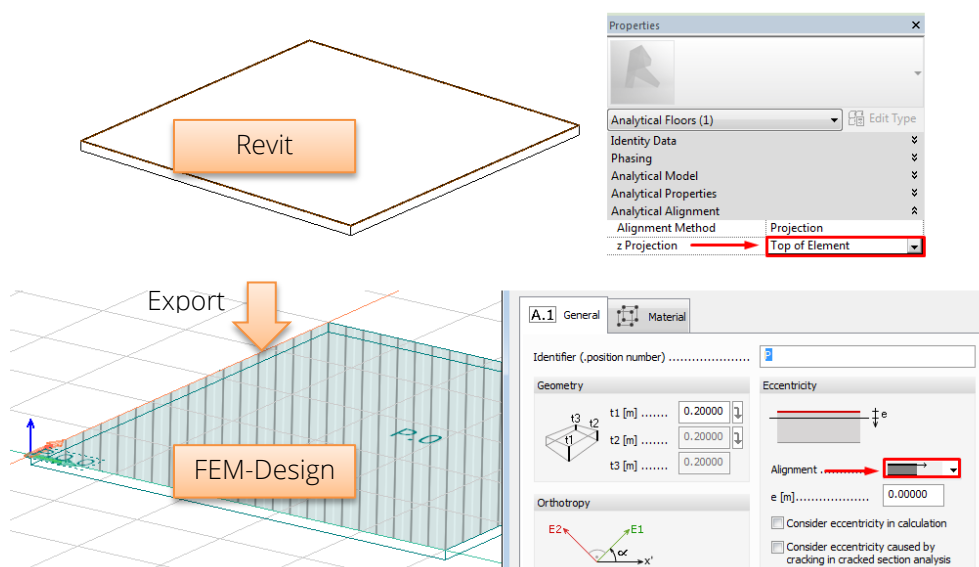 Revit
Properties
Analytical Floors (1)
Edit Type
Identity Data
Phasing
Analytical Model
Analytical Properties
Analytical Alignment
Alignment Method Projection
z Projection Top of Element
Export
FEM-Design
P.0
A.1 General
Material
Identifier (.position number) ......................
P
Geometry
t3
t2
t1
t1 [m] ....... 0.20000
t2 [m] ....... 0.20000
t3 [m] ....... 0.20000
Orthotropy
E2
E1
α
x'
Eccentricity
e
Alignment
e [m].................... 0.00000
Consider eccentricity in calculation
Consider eccentricity caused by
cracking in cracked section analysis